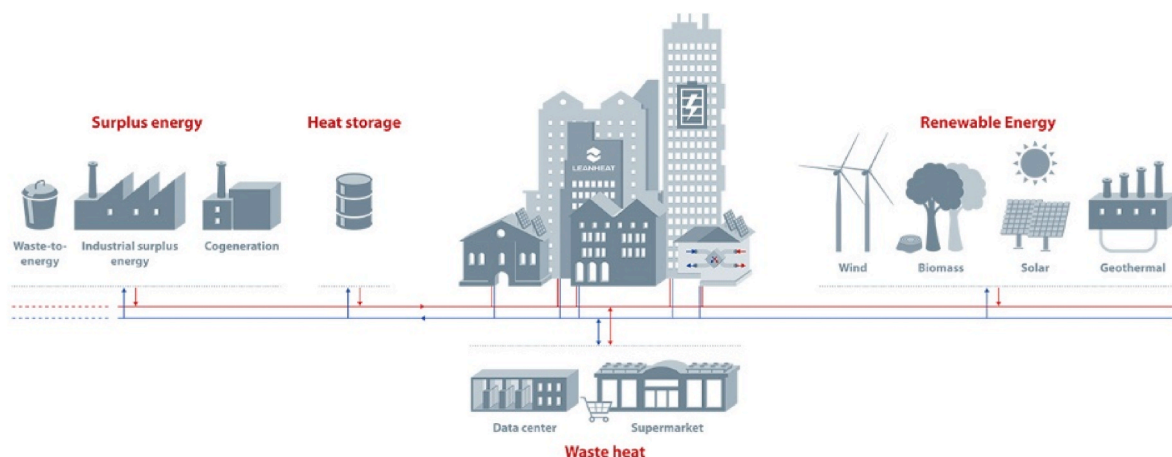 Surplus energy
Heat storage
Renewable Energy
LEANHEAT
Waste-to-
energy
Industrial surplus
energy
Cogeneration
Wind
Biomass
Solar
Geothermal
Data center
Supermarket
Waste heat